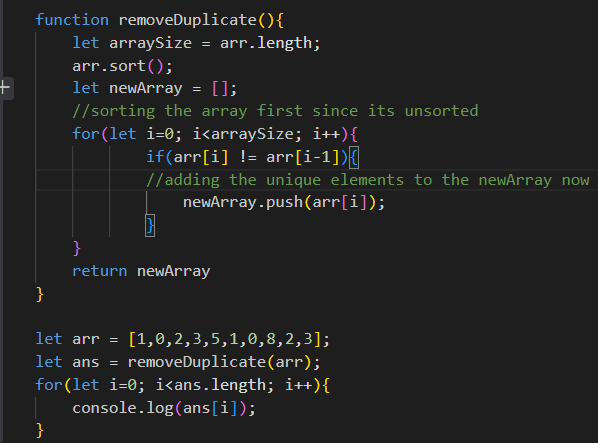 function removeDuplicate(){
let arraySize = arr.length;
arr.sort();
let newArray = [];
//sorting the array first since its unsorted
for(let i=0; i<arraySize; i++){
if(arr[i] != arr[i-1]){
//adding the unique elements to the newArray now
newArray.push(arr[i]);
}
}
return newArray
}
let arr = [1,0,2,3,5,1,0,8,2,3];
let ans = removeDuplicate(arr);
for(let i=0; i<ans.length; i++){
console.log(ans[i]);
}